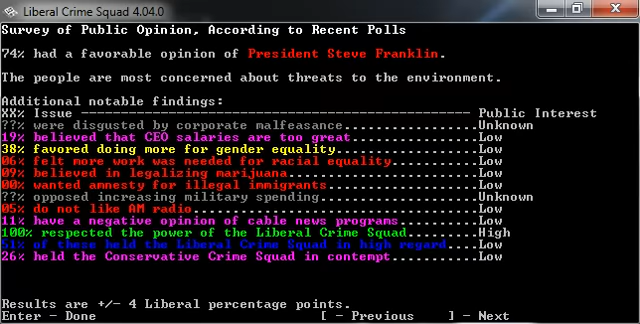 Liberal Crime Squad 4.04.0
Survey of Public Opinion, According to Recent Polls
74% had a favorable opinion of President Steve Franklin.
The people are most concerned about threats to the environment.
Additional notable findings:
XX% Issue ------------------------------------------------- Public Interest
??% were disgusted by corporate malfeasance.................Unknown
19% believed that CEO salaries are too great................Low
38% favored doing more for gender equality..................Low
06% felt more work was needed for racial equality...........Low
09% believed in legalizing marijuana........................Low
00% wanted amnesty for illegal immigrants...................Low
??% opposed increasing military spending....................Unknown
05% do not like AM radio....................................Low
11% have a negative opinion of cable news programs..........Low
100% respected the power of the Liberal Crime Squad.........High
51% of these held the Liberal Crime Squad in high regard....Low
26% held the Conservative Crime Squad in contempt...........Low
Results are +/- 4 Liberal percentage points.
Enter - Done [ - Previous ] - Next